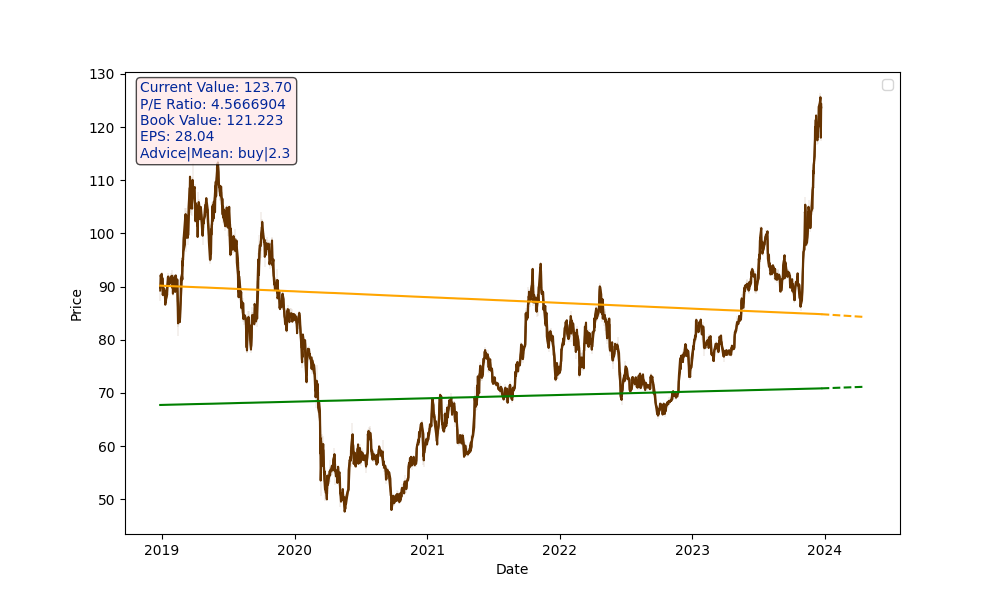 Current Value: 123.70
P/E Ratio: 4.5666904
Book Value: 121.223
EPS: 28.04
Advice|Mean: buy|2.3
130
120
110
100
90
80
70
60
50
Price
2019 2020 2021 2022 2023 2024
Date